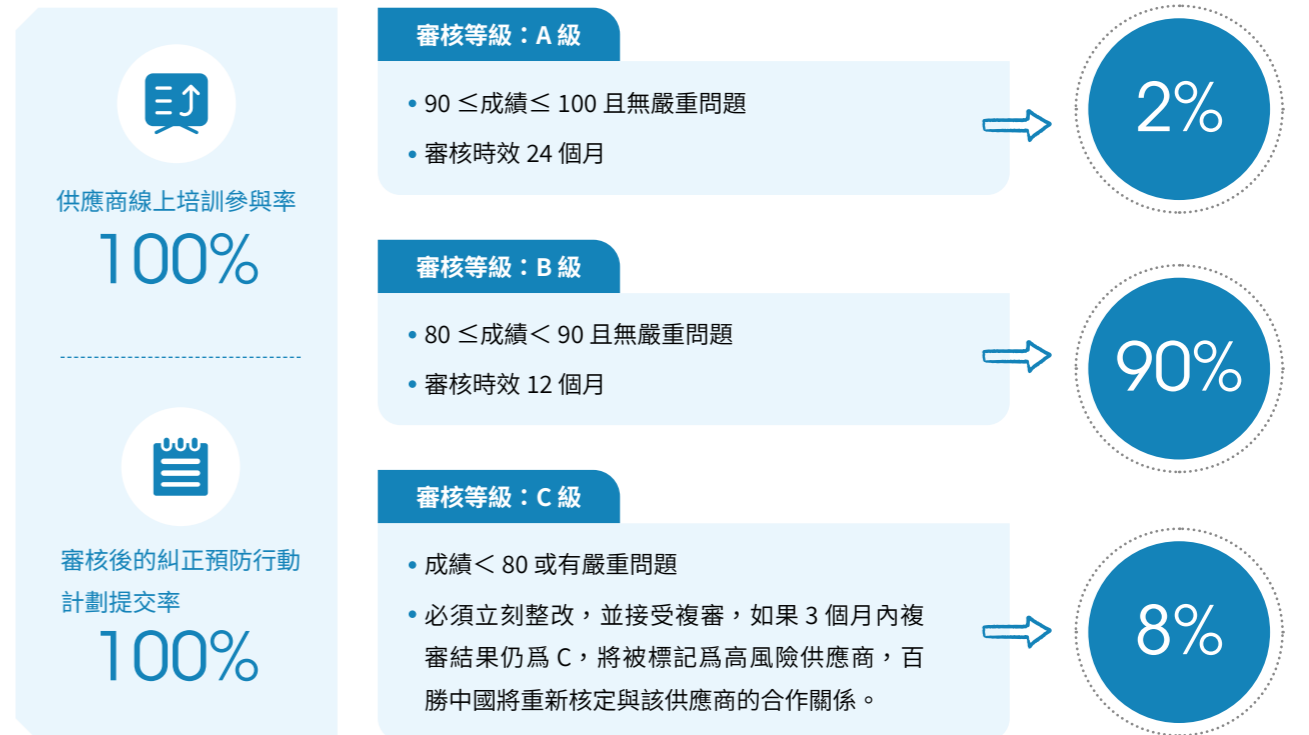 供應商線上培訓參與率
100%
審核後的糾正預防行動
計劃提交率
100%
審核等級：A 級
• 90 ≤成績≤ 100 且無嚴重問題
• 審核時效 24 個月
2%
審核等級：B 級
• 80 ≤成績＜ 90 且無嚴重問題
• 審核時效 12 個月
90%
審核等級：C 級
• 成績＜ 80 或有嚴重問題
• 必須立刻整改，並接受複審，如果 3 個月內複
審結果仍爲 C，將被標記爲高風險供應商，百
勝中國將重新核定與該供應商的合作關係。
8%